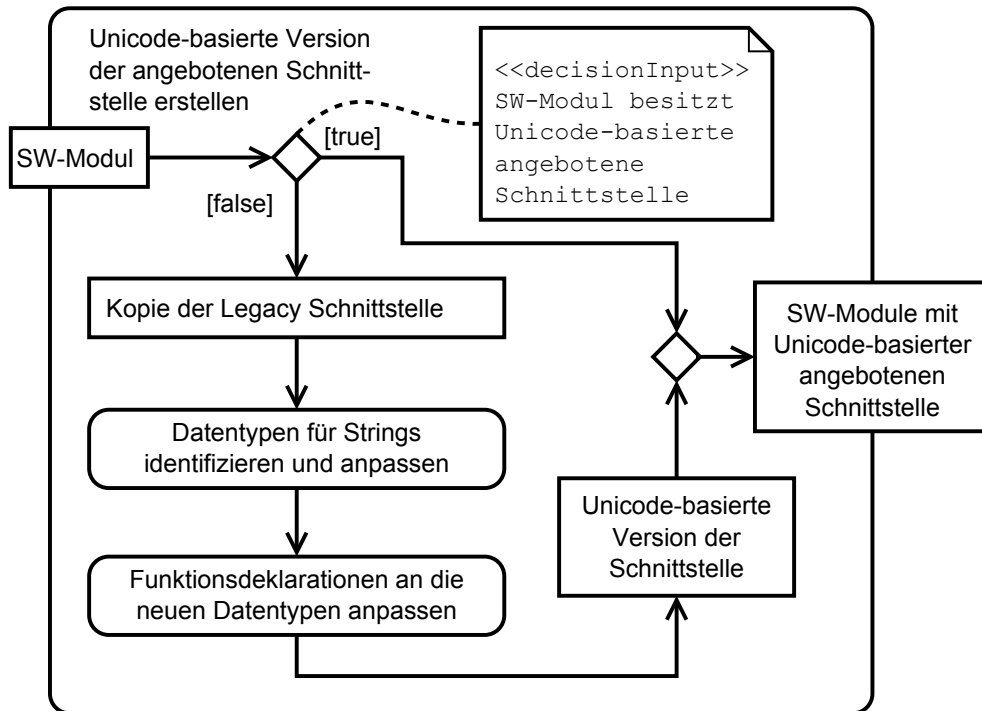 Unicode-basierte Version
der angebotenen Schnitt-
stelle erstellen
<<decisionInput>>
SW-Modul besitzt
Unicode-basierte
angebotene
Schnittstelle
SW-Modul
[true]
[false]
Kopie der Legacy Schnittstelle
SW-Module mit
Unicode-basierter
angebotenen
Schnittstelle
Datentypen für Strings
identifizieren und anpassen
Unicode-basierte
Version der
Schnittstelle
Funktionsdeklarationen an die
neuen Datentypen anpassen